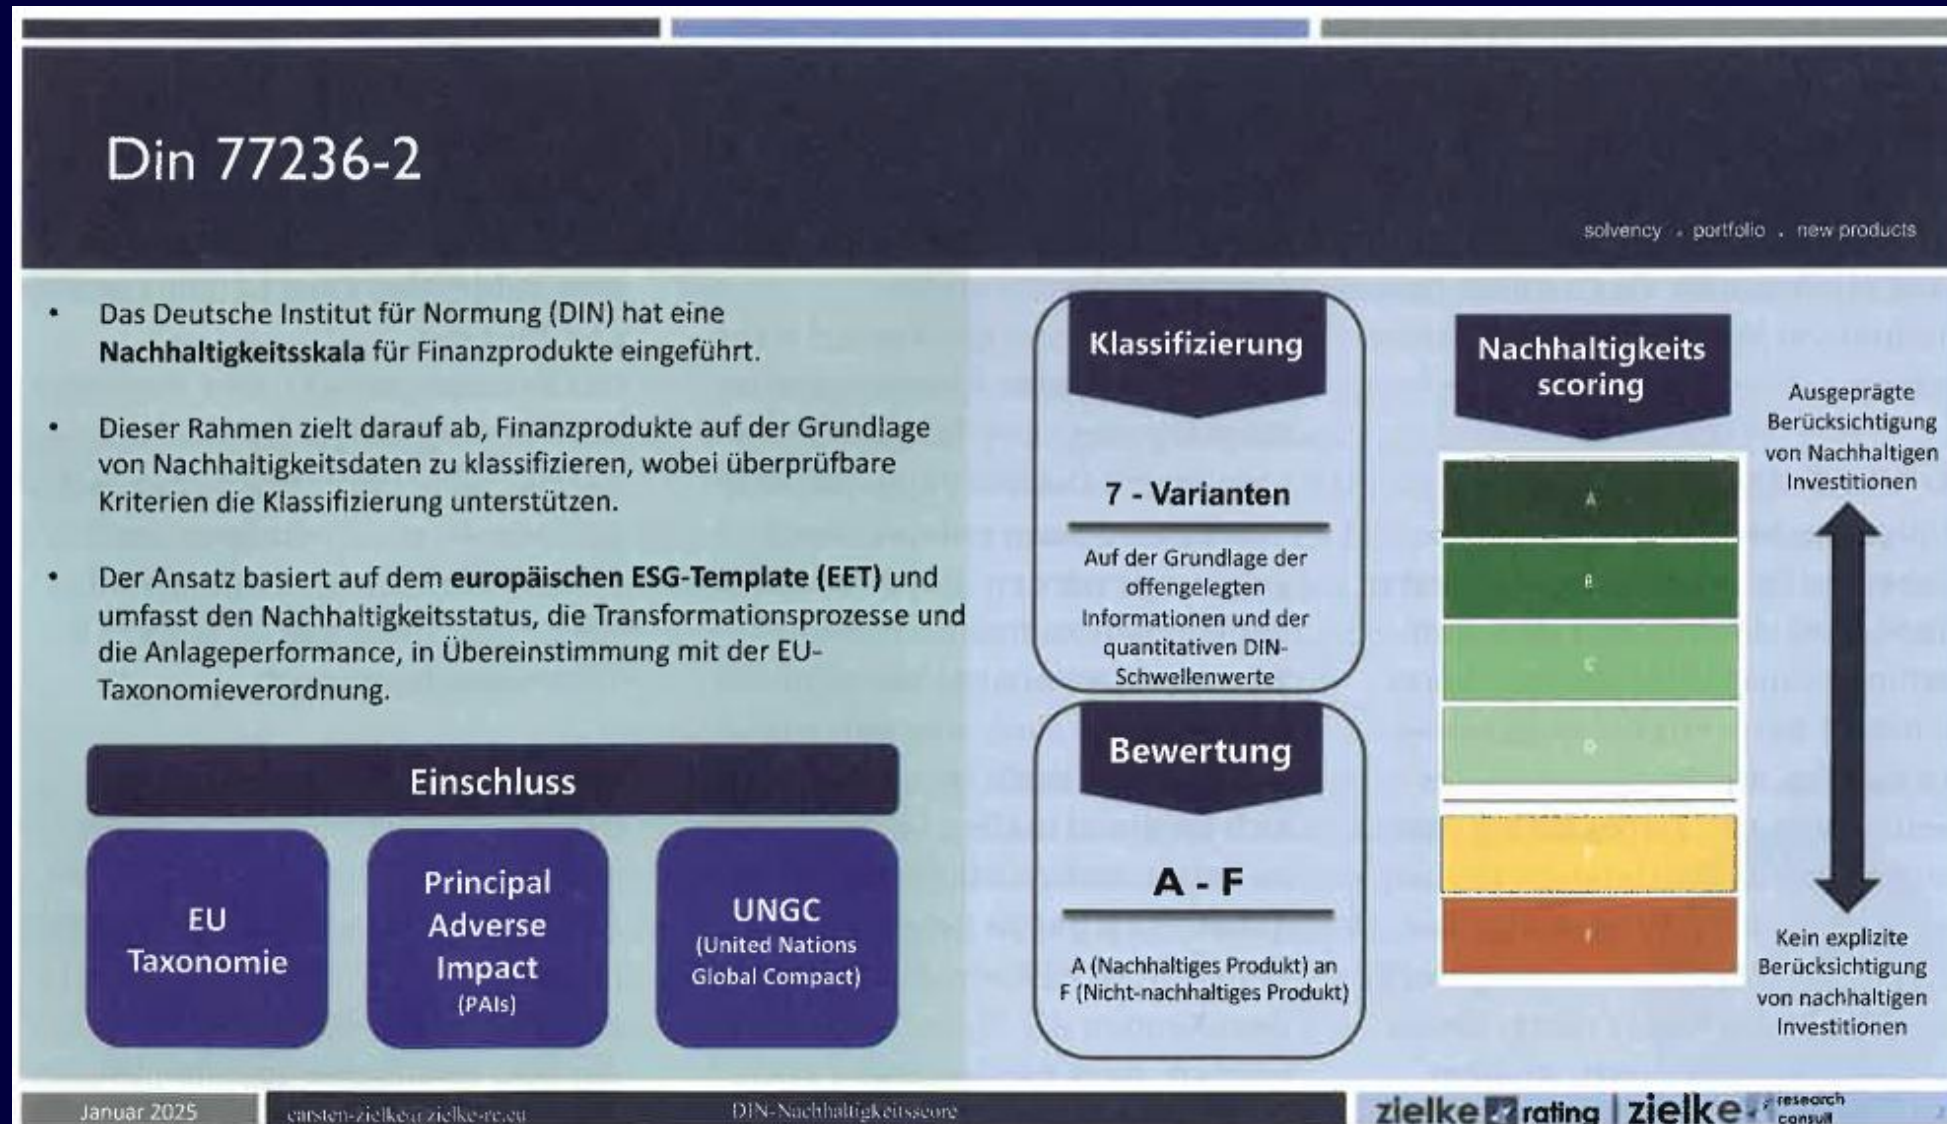 Din 77236-2
solvency . portfolio . new products
• Das Deutsche Institut für Normung (DIN) hat eine
Nachhaltigkeitsskala für Finanzprodukte eingeführt.
• Dieser Rahmen zielt darauf ab, Finanzprodukte auf der Grundlage
von Nachhaltigkeitsdaten zu klassifizieren, wobei überprüfbare
Kriterien die Klassifizierung unterstützen.
• Der Ansatz basiert auf dem europäischen ESG-Template (EET) und
umfasst den Nachhaltigkeitsstatus, die Transformationsprozesse und
die Anlageperformance, in Übereinstimmung mit der EU-
Taxonomieverordnung.
Einschluss
EU
Taxonomie
Principal
Adverse
Impact
(PAIs)
UNGC
(United Nations
Global Compact)
Klassifizierung
7 - Varianten
Auf der Grundlage der
offengelegten
Informationen und der
quantitativen DIN-
Schwellenwerte
Bewertung
A - F
A (Nachhaltiges Produkt) an
F (Nicht-nachhaltiges Produkt)
Nachhaltigkeits
scoring
A
B
C
D
F
Ausgeprägte
Berücksichtigung
von Nachhaltigen
Investitionen
Kein explizite
Berücksichtigung
von nachhaltigen
Investitionen
Januar 2025
carsten-zielke@zielke-rc.eu
DIN-Nachhaltigkeitsscore
zielke rating | zielke research
consult